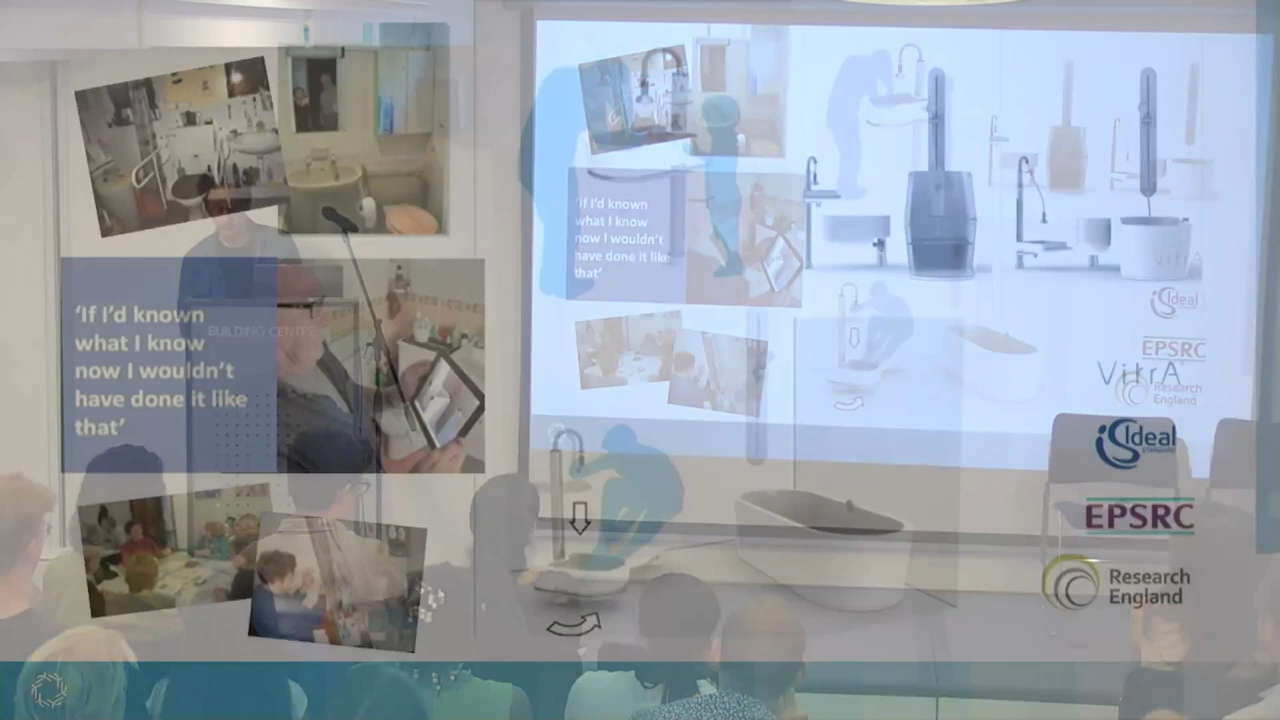 ‘If I’d known
what I know
now I wouldn’t
have done it like
that’
BUILDING CENTRE
‘If I’d known
what I know
now I wouldn’t
have done it like
that’
Ideal
EPSRC
VitrA
Research
England
Ideal
STANDARD
EPSRC
Research
England